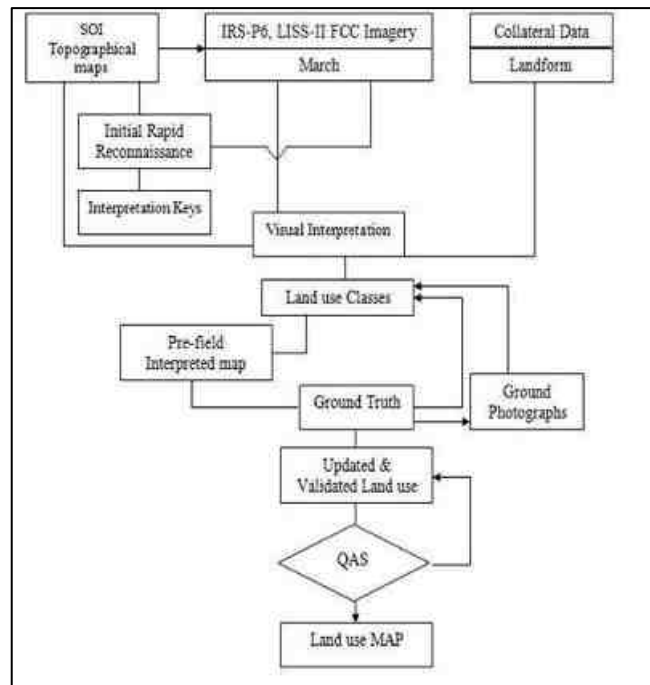 SOI
Topographical
maps
IRS-P6, LISS-II FCC Imagery
March
Collateral Data
Landform
Initial Rapid
Reconnaissance
Interpretation Keys
Visual Interpretation
Land use Classes
Pre-field
Interpreted map
Ground Truth
Ground
Photographs
Updated &
Validated Land use
QAS
Land use MAP